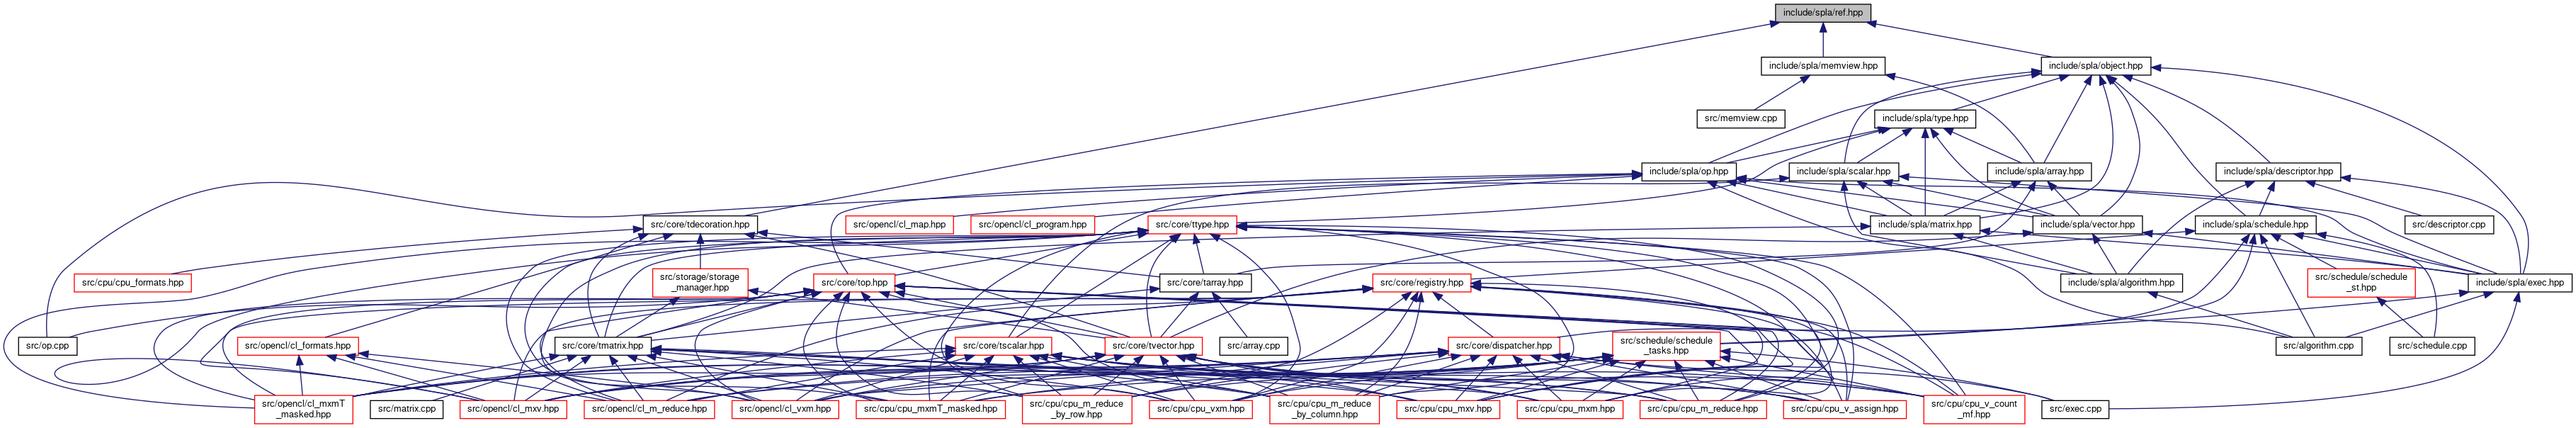 include/spla/ref.hpp
include/spla/memview.hpp
include/spla/object.hpp
src/memview.cpp
include/spla/type.hpp
include/spla/op.hpp
include/spla/scalar.hpp
include/spla/array.hpp
include/spla/descriptor.hpp
src/core/tdecoration.hpp
src/opencl/cl_map.hpp
src/opencl/cl_program.hpp
src/core/ttype.hpp
include/spla/matrix.hpp
include/spla/vector.hpp
include/spla/schedule.hpp
src/descriptor.cpp
src/cpu/cpu_formats.hpp
src/storage/storage
_manager.hpp
src/core/top.hpp
src/core/tarray.hpp
src/core/registry.hpp
include/spla/algorithm.hpp
src/schedule/schedule
_st.hpp
include/spla/exec.hpp
src/op.cpp
src/opencl/cl_formats.hpp
src/core/tmatrix.hpp
src/core/tscalar.hpp
src/core/tvector.hpp
src/array.cpp
src/core/dispatcher.hpp
src/schedule/schedule
_tasks.hpp
src/algorithm.cpp
src/schedule.cpp
src/opencl/cl_mxmT
_masked.hpp
src/matrix.cpp
src/opencl/cl_mxv.hpp
src/opencl/cl_m_reduce.hpp
src/opencl/cl_vxm.hpp
src/cpu/cpu_mxmT_masked.hpp
src/cpu/cpu_m_reduce
_by_row.hpp
src/cpu/cpu_vxm.hpp
src/cpu/cpu_m_reduce
_by_column.hpp
src/cpu/cpu_mxv.hpp
src/cpu/cpu_mxm.hpp
src/cpu/cpu_m_reduce.hpp
src/cpu/cpu_v_assign.hpp
src/cpu/cpu_v_count
_mf.hpp
src/exec.cpp